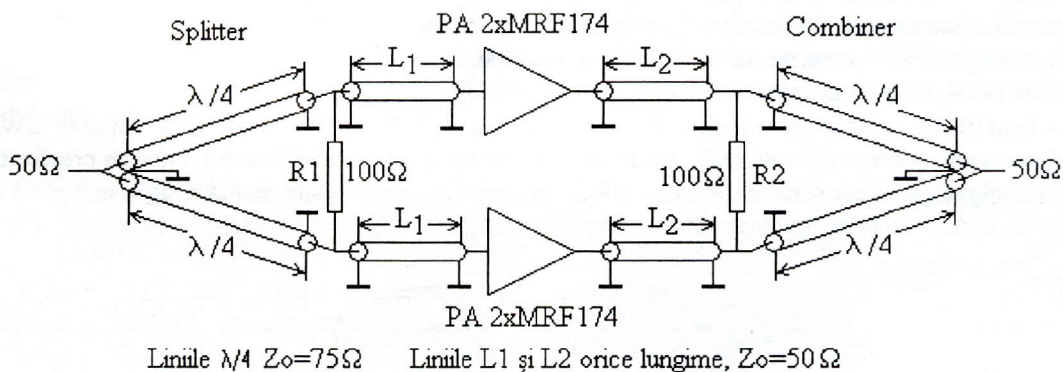 PA 2xMRF174
Splitter
Combiner
L1
L2
λ/4
λ/4
50Ω
R1
100Ω
100Ω
R2
50Ω
L1
L2
λ/4
λ/4
PA 2xMRF174
Liniile λ/4 Zo=75Ω
Liniile L1 şi L2 orice lungime, Zo=50Ω